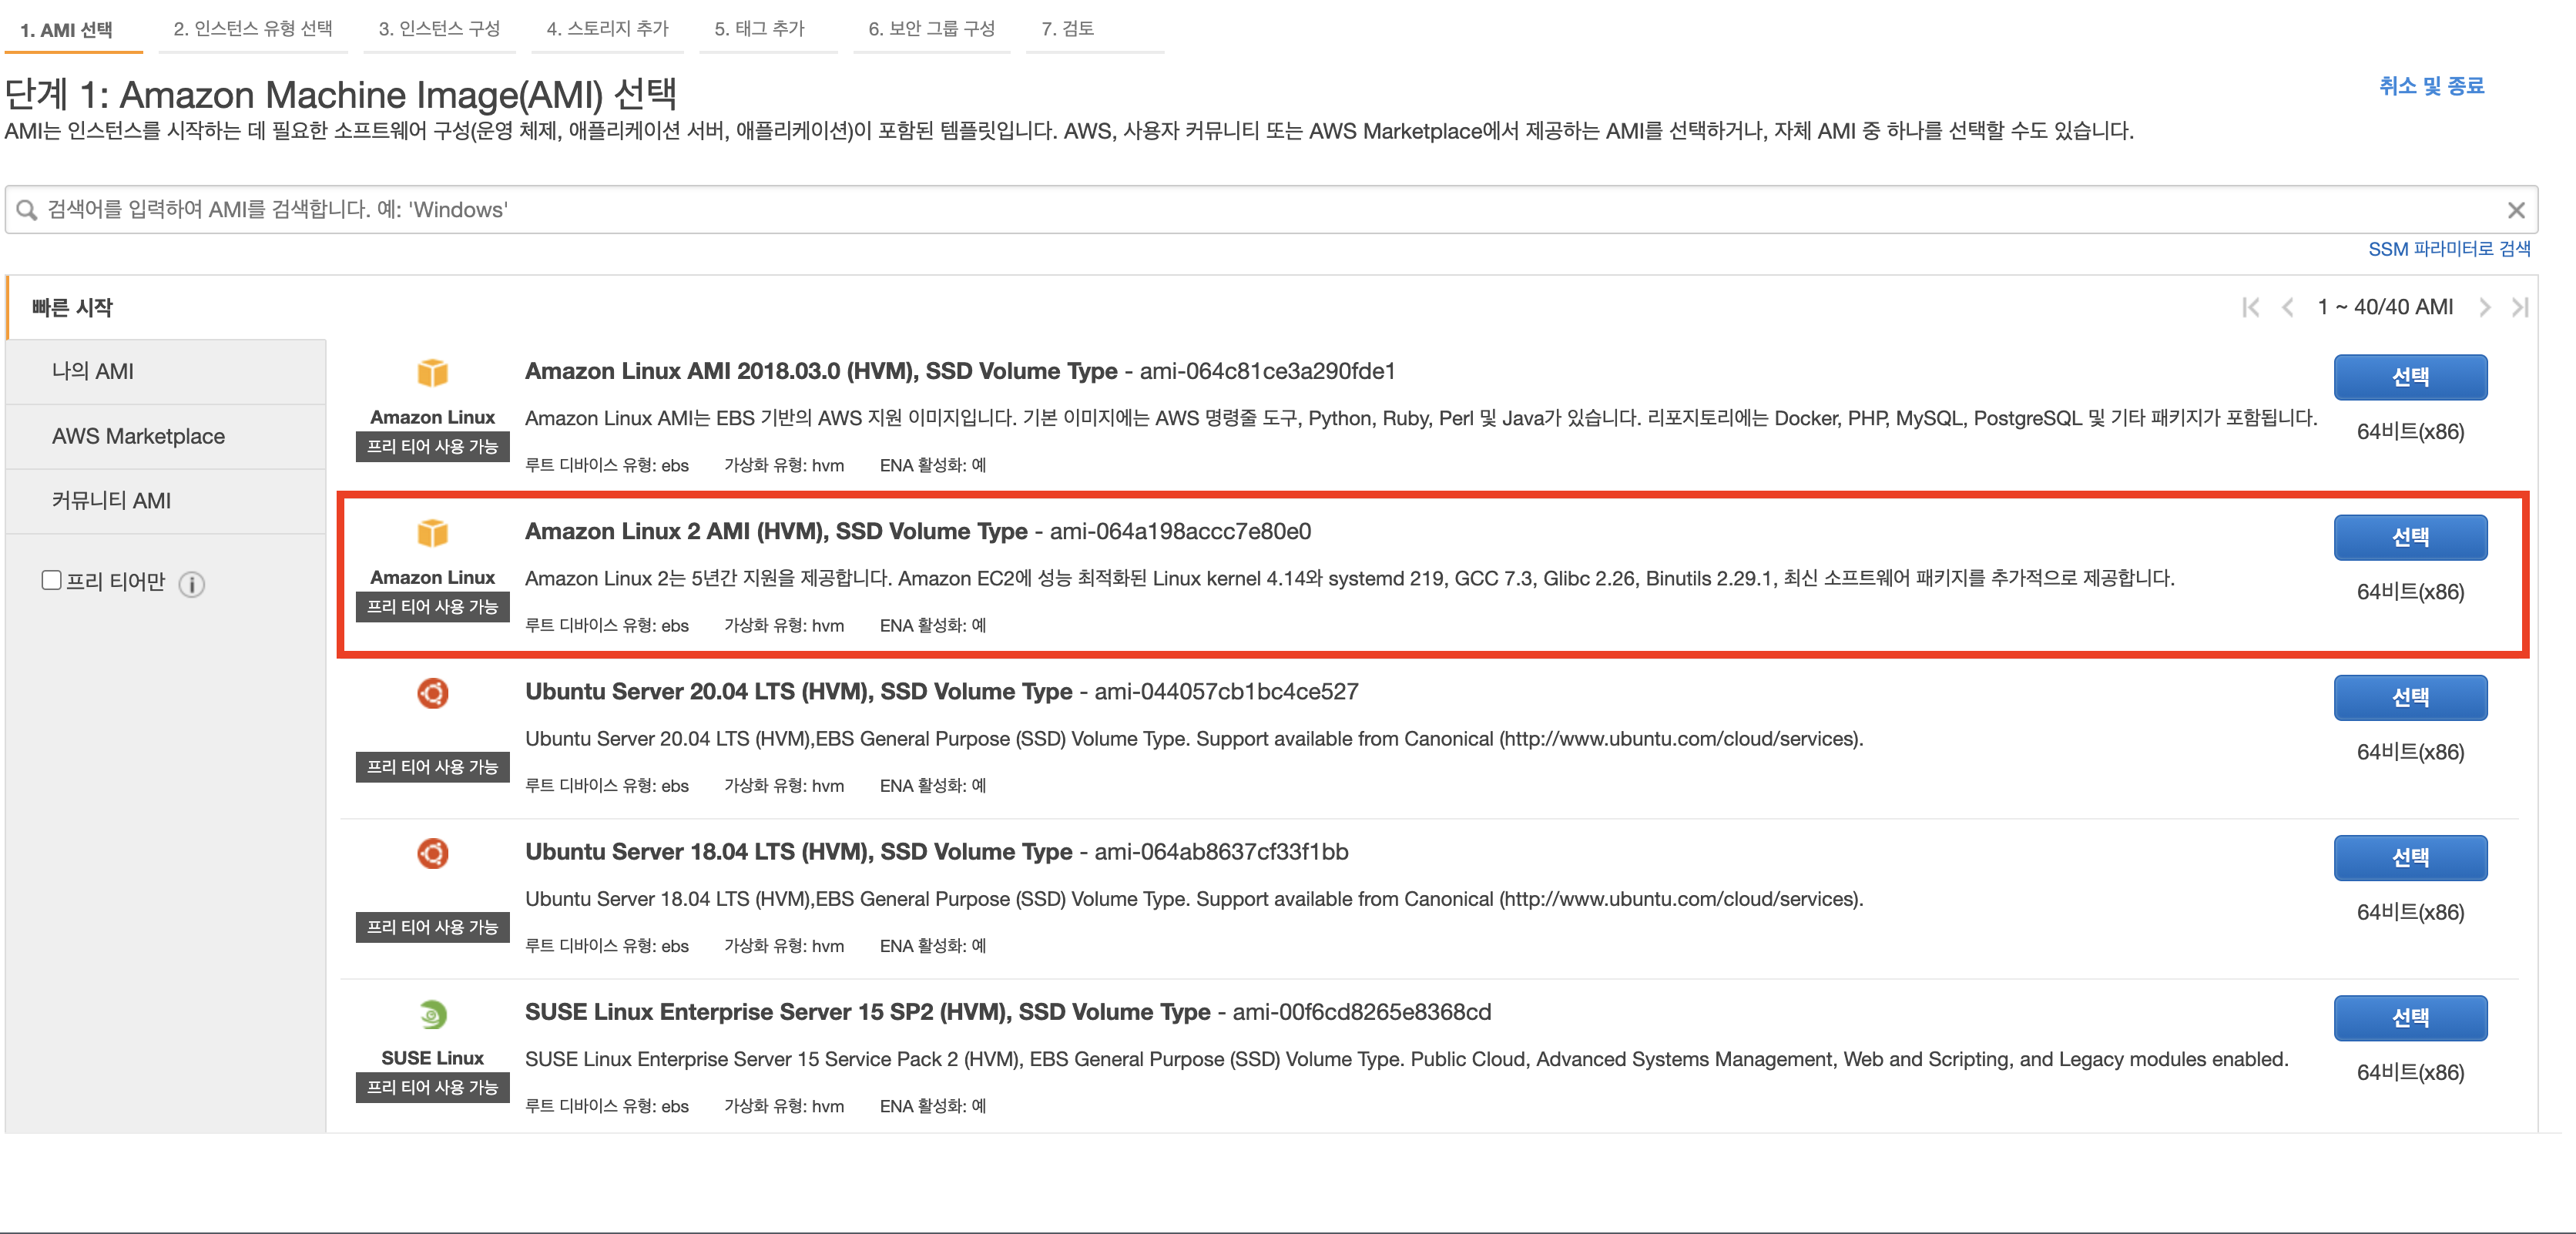 1. AMI 선택
2. 인스턴스 유형 선택
3. 인스턴스 구성
4. 스토리지 추가
5. 태그 추가
6. 보안 그룹 구성
7. 검토
단계 1: Amazon Machine Image(AMI) 선택
취소 및 종료
AMI는 인스턴스를 시작하는 데 필요한 소프트웨어 구성(운영 체제, 애플리케이션 서버, 애플리케이션)이 포함된 템플릿입니다. AWS, 사용자 커뮤니티 또는 AWS Marketplace에서 제공하는 AMI를 선택하거나, 자체 AMI 중 하나를 선택할 수도 있습니다.
검색어를 입력하여 AMI를 검색합니다. 예: 'Windows'
SSM 파라미터로 검색
빠른 시작
1 ~ 40/40 AMI
나의 AMI
AWS Marketplace
커뮤니티 AMI
프리 티어만
Amazon Linux
프리 티어 사용 가능
Amazon Linux AMI 2018.03.0 (HVM), SSD Volume Type - ami-064c81ce3a290fde1
Amazon Linux AMI는 EBS 기반의 AWS 지원 이미지입니다. 기본 이미지에는 AWS 명령줄 도구, Python, Ruby, Perl 및 Java가 있습니다. 리포지토리에는 Docker, PHP, MySQL, PostgreSQL 및 기타 패키지가 포함됩니다.
루트 디바이스 유형: ebs 가상화 유형: hvm ENA 활성화: 예
선택
64비트(x86)
Amazon Linux
프리 티어 사용 가능
Amazon Linux 2 AMI (HVM), SSD Volume Type - ami-064a198accc7e80e0
Amazon Linux 2는 5년간 지원을 제공합니다. Amazon EC2에 성능 최적화된 Linux kernel 4.14와 systemd 219, GCC 7.3, Glibc 2.26, Binutils 2.29.1, 최신 소프트웨어 패키지를 추가적으로 제공합니다.
루트 디바이스 유형: ebs 가상화 유형: hvm ENA 활성화: 예
선택
64비트(x86)
프리 티어 사용 가능
Ubuntu Server 20.04 LTS (HVM), SSD Volume Type - ami-044057cb1bc4ce527
Ubuntu Server 20.04 LTS (HVM),EBS General Purpose (SSD) Volume Type. Support available from Canonical (http://www.ubuntu.com/cloud/services).
루트 디바이스 유형: ebs 가상화 유형: hvm ENA 활성화: 예
선택
64비트(x86)
프리 티어 사용 가능
Ubuntu Server 18.04 LTS (HVM), SSD Volume Type - ami-064ab8637cf33f1bb
Ubuntu Server 18.04 LTS (HVM),EBS General Purpose (SSD) Volume Type. Support available from Canonical (http://www.ubuntu.com/cloud/services).
루트 디바이스 유형: ebs 가상화 유형: hvm ENA 활성화: 예
선택
64비트(x86)
SUSE Linux
프리 티어 사용 가능
SUSE Linux Enterprise Server 15 SP2 (HVM), SSD Volume Type - ami-00f6cd8265e8368cd
SUSE Linux Enterprise Server 15 Service Pack 2 (HVM), EBS General Purpose (SSD) Volume Type. Public Cloud, Advanced Systems Management, Web and Scripting, and Legacy modules enabled.
루트 디바이스 유형: ebs 가상화 유형: hvm ENA 활성화: 예
선택
64비트(x86)